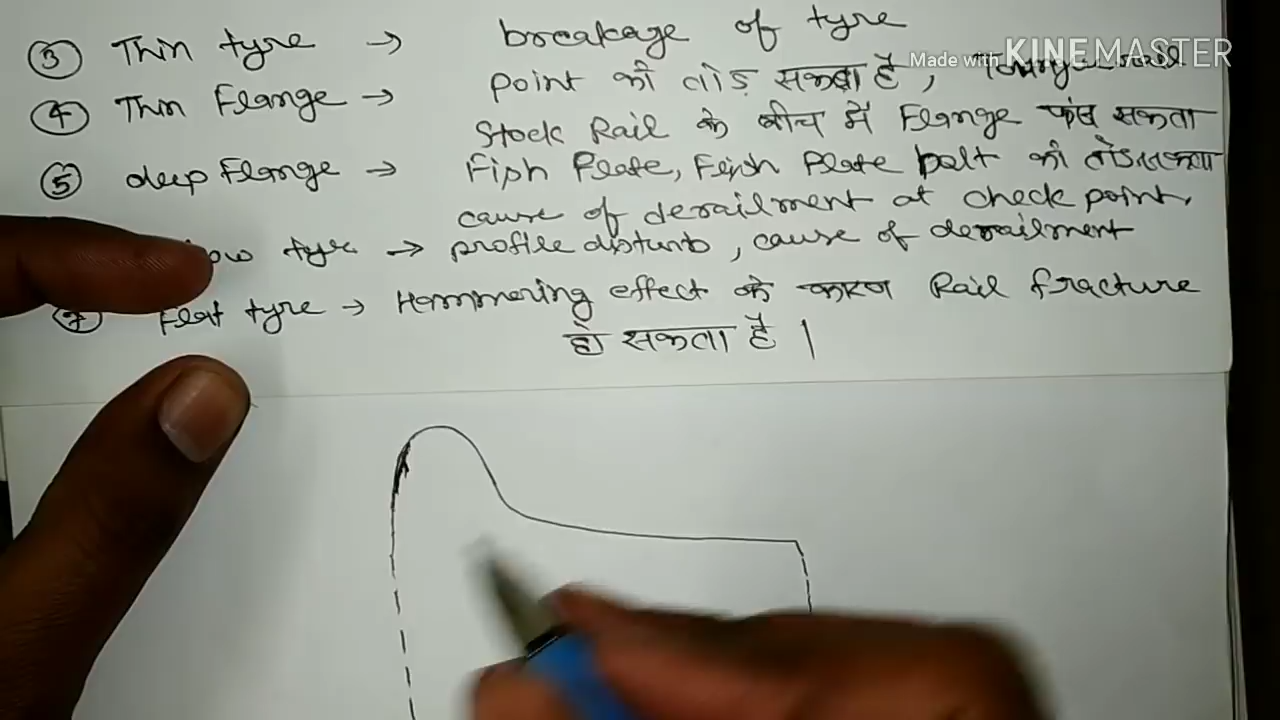 ③ Thin tyre → breakage of tyre
Made with KINEMASTER
④ Thin Flange → Point को तोड़ सकता है,
Stock Rail के बीच में Flange फंस सकता
⑤ deep Flange → Fish Plate, Fish Plate bolt को तोड सकता
cause of derailment at check point,
tyre → profile disturb, cause of derailment
⑦ Flat tyre → Hammering effect के कारण Rail fracture
हो सकता है |